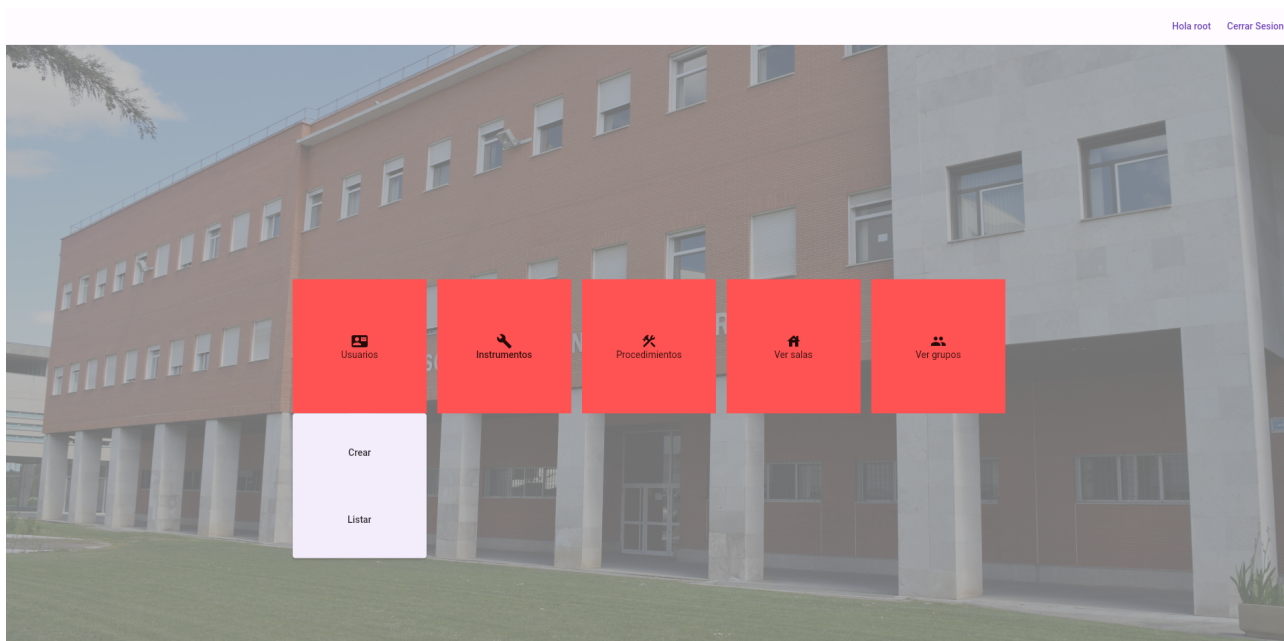 Hola root Cerrar Sesion
Usuarios Instrumentos Procedimientos Ver salas Ver grupos
Crear
Listar